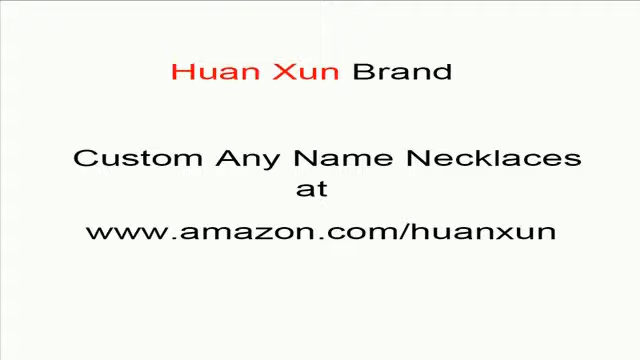 Huan Xun Brand
Custom Any Name Necklaces
at
www.amazon.com/huanxun